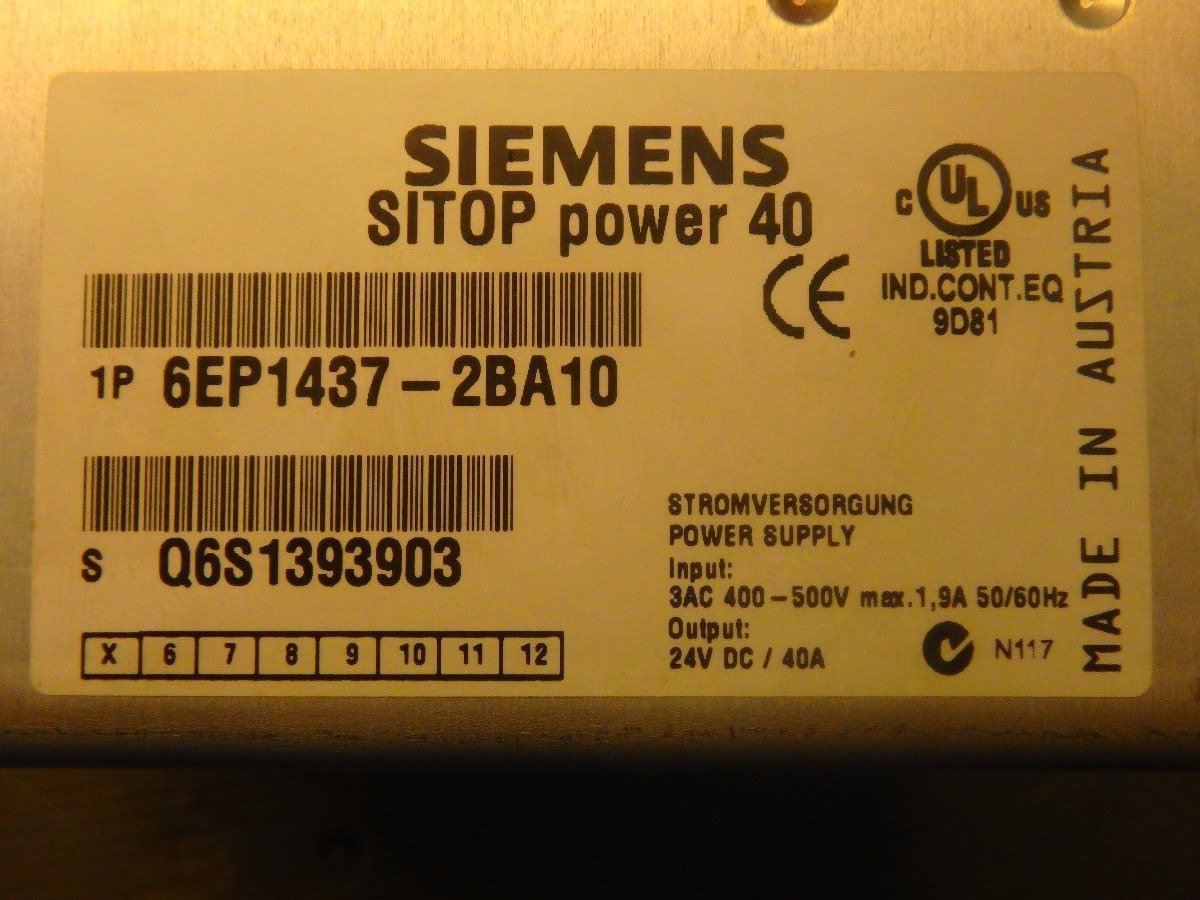 SIEMENS
SITOP power 40
C UL US
LISTED
IND.CONT.EQ
9D81
CE
1P 6EP1437-2BA10
S Q6S1393903
X 6 7 8 9 10 11 12
STROMVERSORGUNG
POWER SUPPLY
Input:
3AC 400-500V max.1,9A 50/60Hz
Output:
24V DC / 40A
N117
MADE IN AUSTRIA